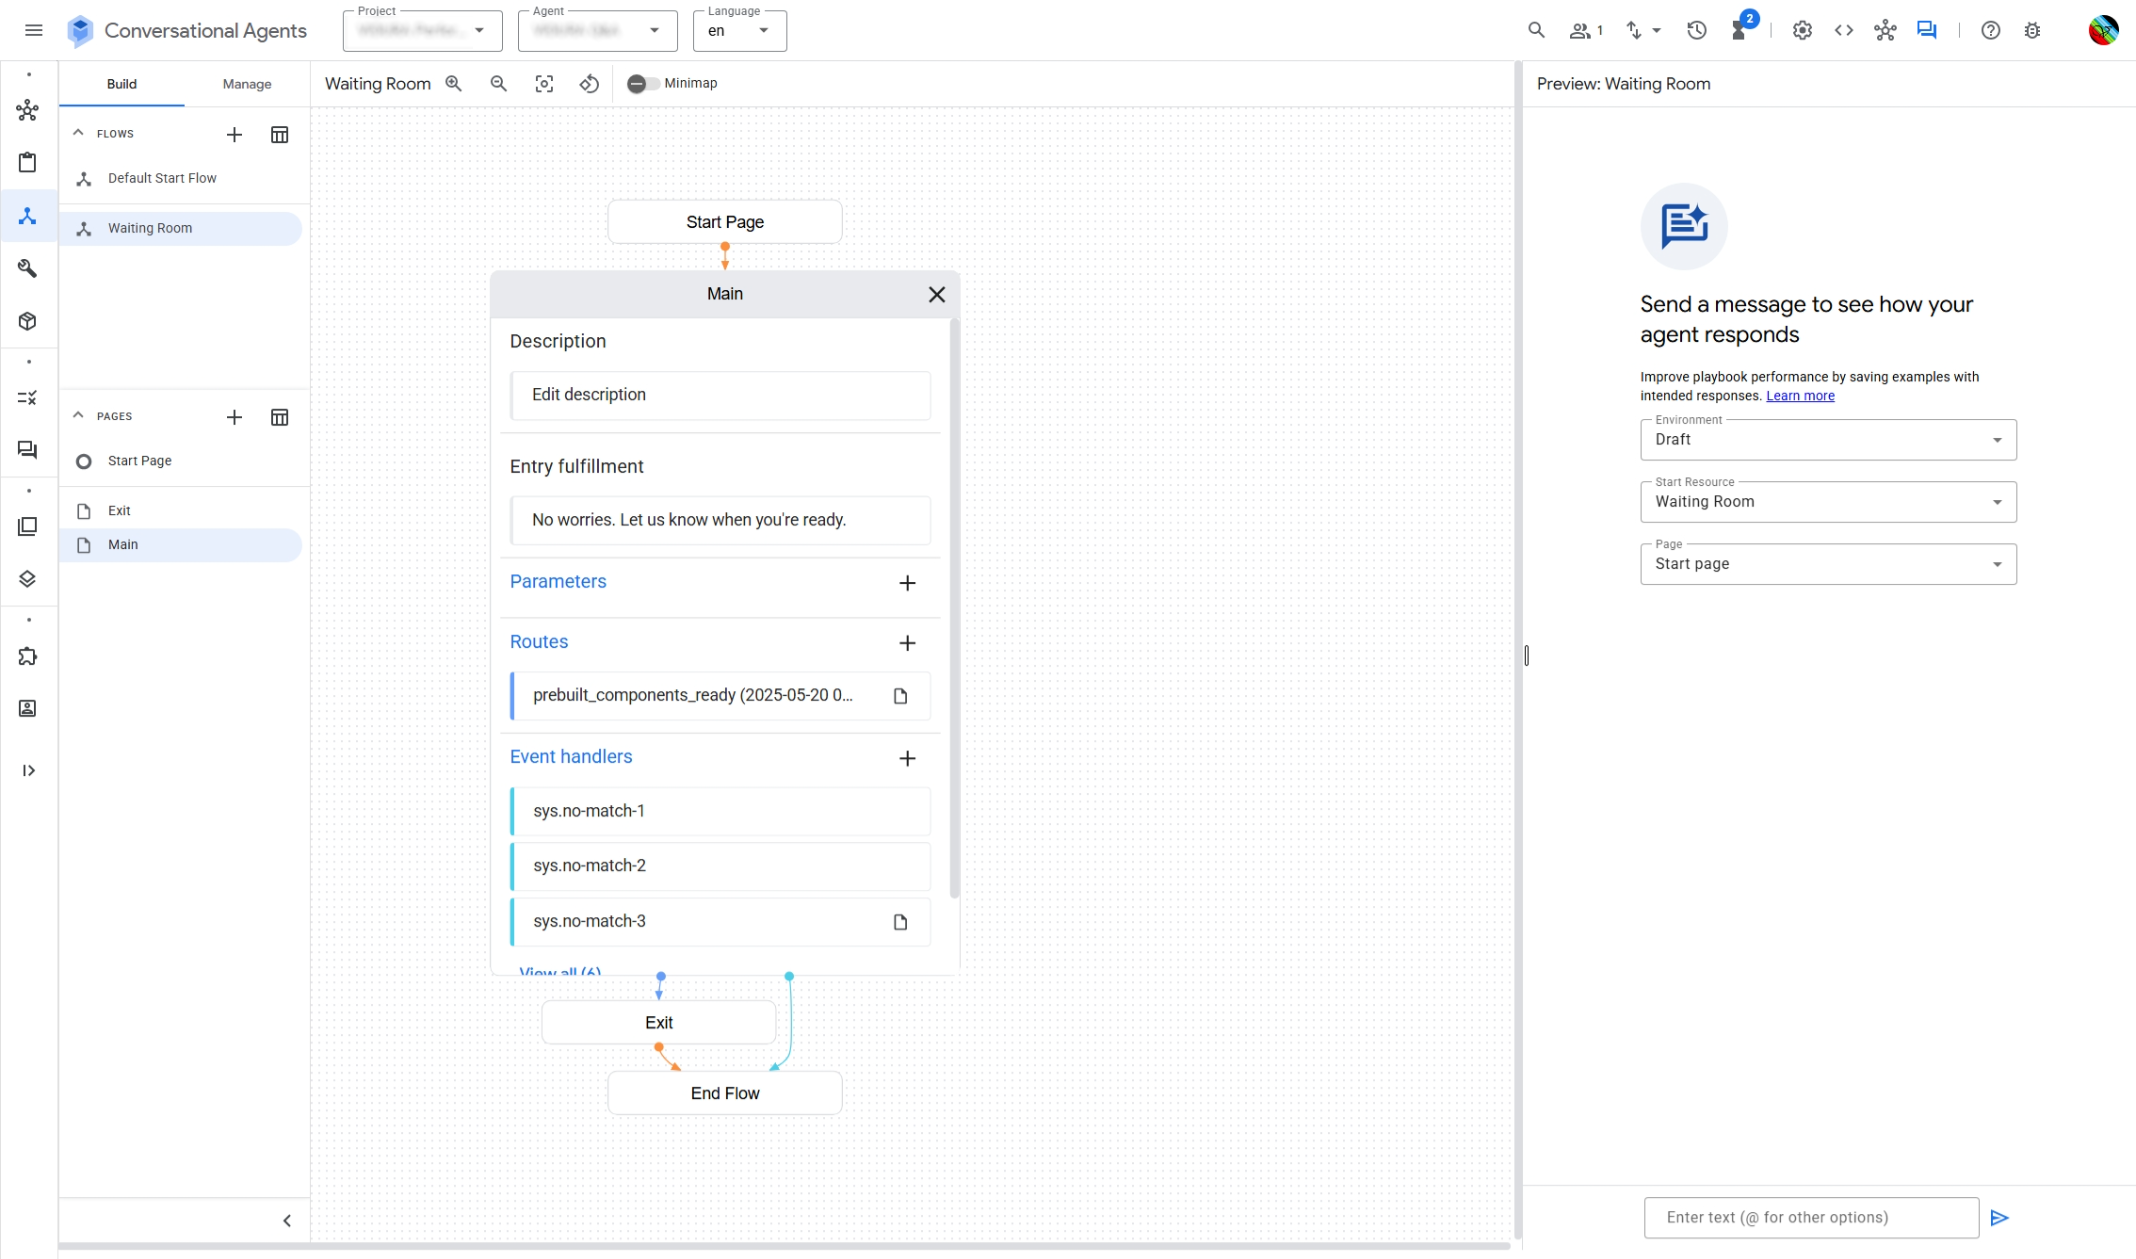 Conversational Agents
Project
Agent
Language
en
1
2
Build
Manage
FLOWS
Default Start Flow
Waiting Room
PAGES
Start Page
Exit
Main
Waiting Room
Minimap
Start Page
Main
Description
Edit description
Entry fulfillment
No worries. Let us know when you're ready.
Parameters
Routes
prebuilt_components_ready (2025-05-20 0...
Event handlers
sys.no-match-1
sys.no-match-2
sys.no-match-3
View all (6)
Exit
End Flow
Preview: Waiting Room
Send a message to see how your
agent responds
Improve playbook performance by saving examples with
intended responses. Learn more
Environment
Draft
Start Resource
Waiting Room
Page
Start page
Enter text (@ for other options)